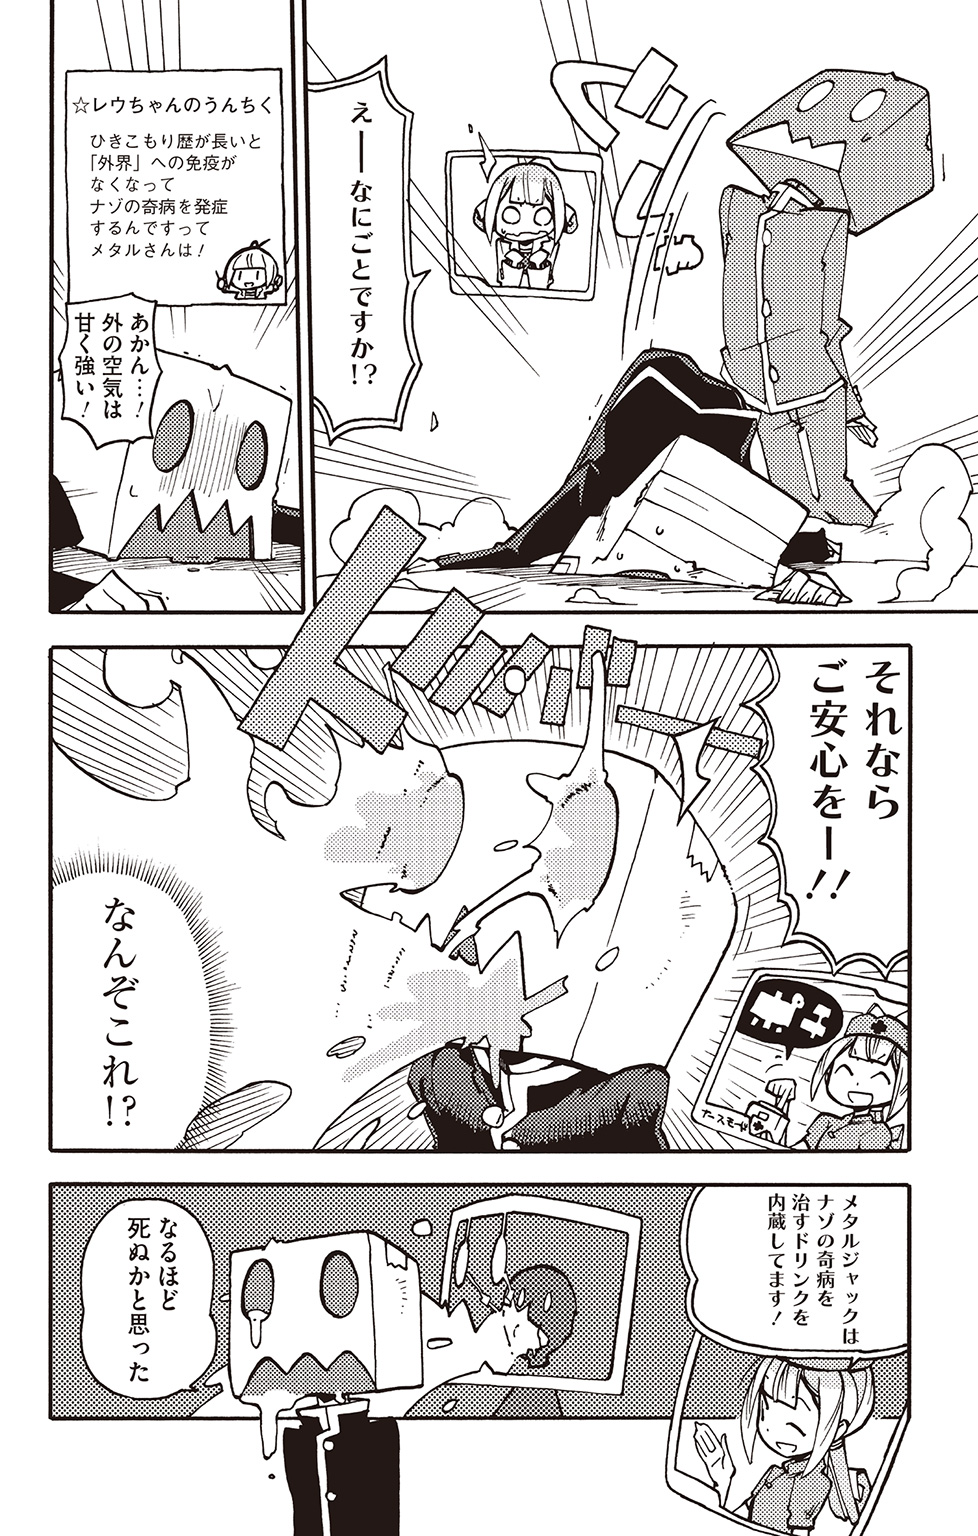 えーーなにごとですか!?
☆レウちゃんのうんちく
ひきこもり歴が長いと
「外界」への免疫が
なくなって
ナゾの奇病を発症
するんですって
メタルさんは!
あかん…!
外の空気は
甘く強い!
それなら
ご安心をー!!
ポチ
ナースモード
なんぞこれ!?
メタルジャックは
ナゾの奇病を
治すドリンクを
内蔵してます!
なるほど
死ぬかと思った